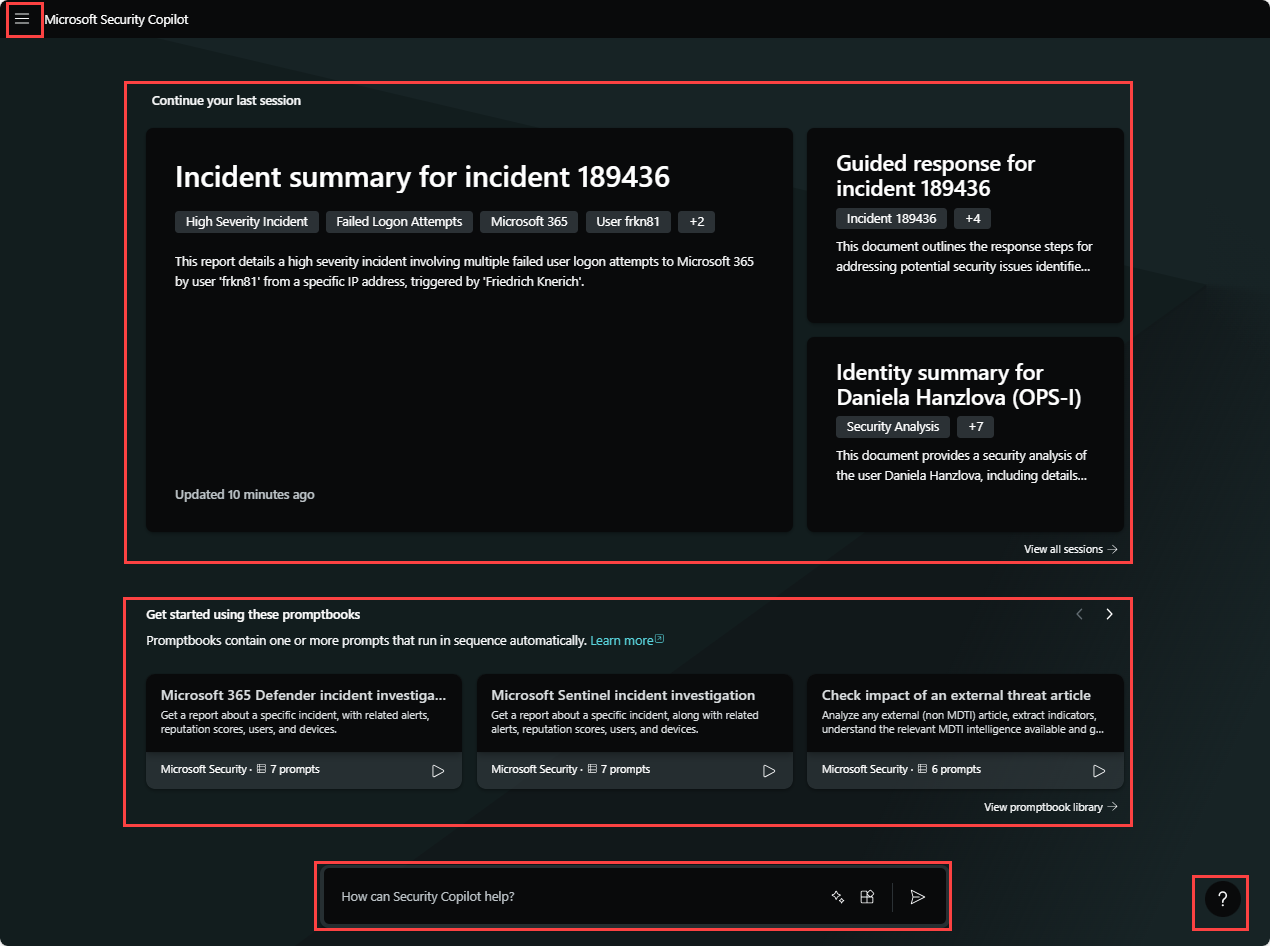 Microsoft Security Copilot
Continue your last session
Incident summary for incident 189436
High Severity Incident Failed Logon Attempts Microsoft 365 User frkn81 +2
This report details a high severity incident involving multiple failed user logon attempts to Microsoft 365
by user 'frkn81' from a specific IP address, triggered by 'Friedrich Knerich'.
Updated 10 minutes ago
Guided response for
incident 189436
Incident 189436 +4
This document outlines the response steps for
addressing potential security issues identifie...
Identity summary for
Daniela Hanzlova (OPS-I)
Security Analysis +7
This document provides a security analysis of
the user Daniela Hanzlova, including details...
View all sessions
Get started using these promptbooks
Promptbooks contain one or more prompts that run in sequence automatically. Learn more
Microsoft 365 Defender incident investiga...
Get a report about a specific incident, with related alerts,
reputation scores, users, and devices.
Microsoft Security · 7 prompts
Microsoft Sentinel incident investigation
Get a report about a specific incident, along with related
alerts, reputation scores, users, and devices.
Microsoft Security · 7 prompts
Check impact of an external threat article
Analyze any external (non MDTI) article, extract indicators,
understand the relevant MDTI intelligence available and g...
Microsoft Security · 6 prompts
View promptbook library
How can Security Copilot help?
?